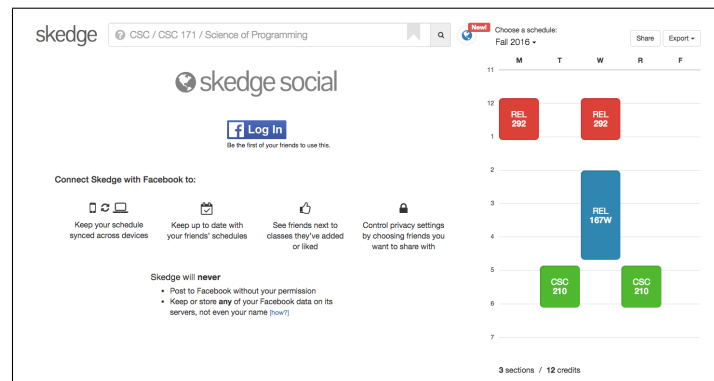 skedge
CSC / CSC 171 / Science of Programming
New!
Choose a schedule:
Fall 2016
Share
Export
skedge social
f Log In
Be the first of your friends to use this.
Connect Skedge with Facebook to:
Keep your schedule
synced across devices
Keep up to date with
your friends' schedules
See friends next to
classes they've added
or liked
Control privacy settings
by choosing friends you
want to share with
Skedge will never
• Post to Facebook without your permission
• Keep or store any of your Facebook data on its
servers, not even your name [how?]
M T W R F
11
12
REL
292
REL
292
1
2
3
REL
167W
4
5
CSC
210
CSC
210
6
7
3 sections / 12 credits